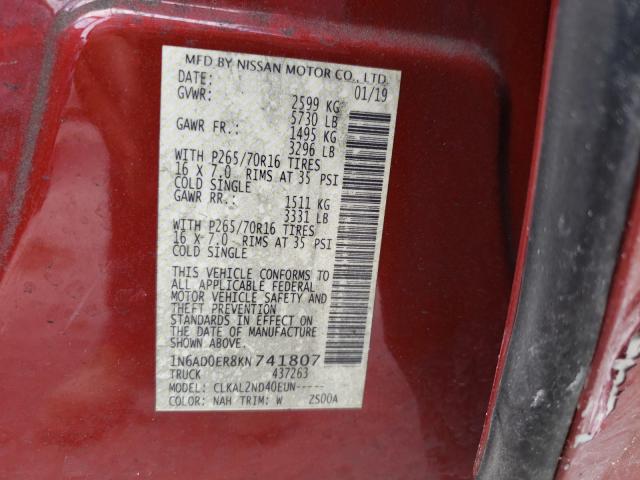 MFD BY NISSAN MOTOR CO., LTD.
DATE: 01/19
GVWR: 2599 KG
5730 LB
GAWR FR.: 1495 KG
3296 LB
WITH P265/70R16 TIRES
16 X 7.0 RIMS AT 35 PSI
COLD SINGLE
GAWR RR.: 1511 KG
3331 LB
WITH P265/70R16 TIRES
16 X 7.0 RIMS AT 35 PSI
COLD SINGLE
THIS VEHICLE CONFORMS TO
ALL APPLICABLE FEDERAL
MOTOR VEHICLE SAFETY AND
THEFT PREVENTION
STANDARDS IN EFFECT ON
THE DATE OF MANUFACTURE
SHOWN ABOVE.
1N6AD0ER8KN741807
TRUCK 437263
MODEL: CLKAL2ND40EUN-----
COLOR: NAH TRIM: W ZS00A